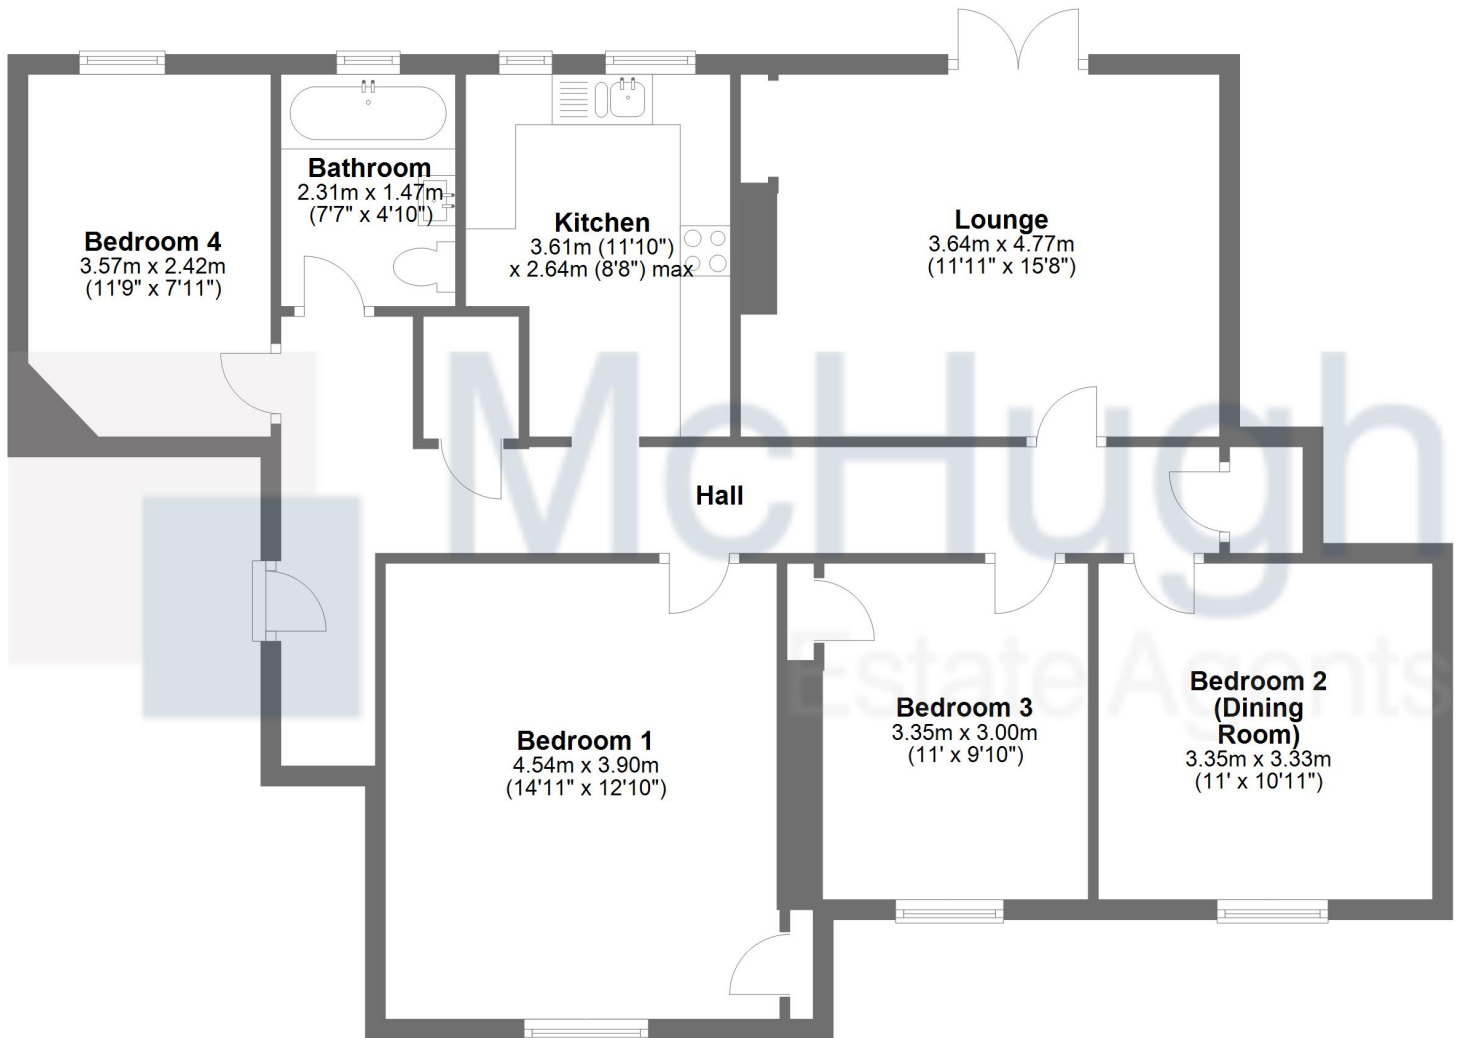 Bathroom
2.31m x 1.47m
(7'7" x 4'10")
Bedroom 4
3.57m x 2.42m
(11'9" x 7'11")
Kitchen
3.61m (11'10")
x 2.64m (8'8") max
Lounge
3.64m x 4.77m
(11'11" x 15'8")
McHugh
Estate Agents
Hall
Bedroom 1
4.54m x 3.90m
(14'11" x 12'10")
Bedroom 3
3.35m x 3.00m
(11' x 9'10")
Bedroom 2
(Dining
Room)
3.35m x 3.33m
(11' x 10'11")